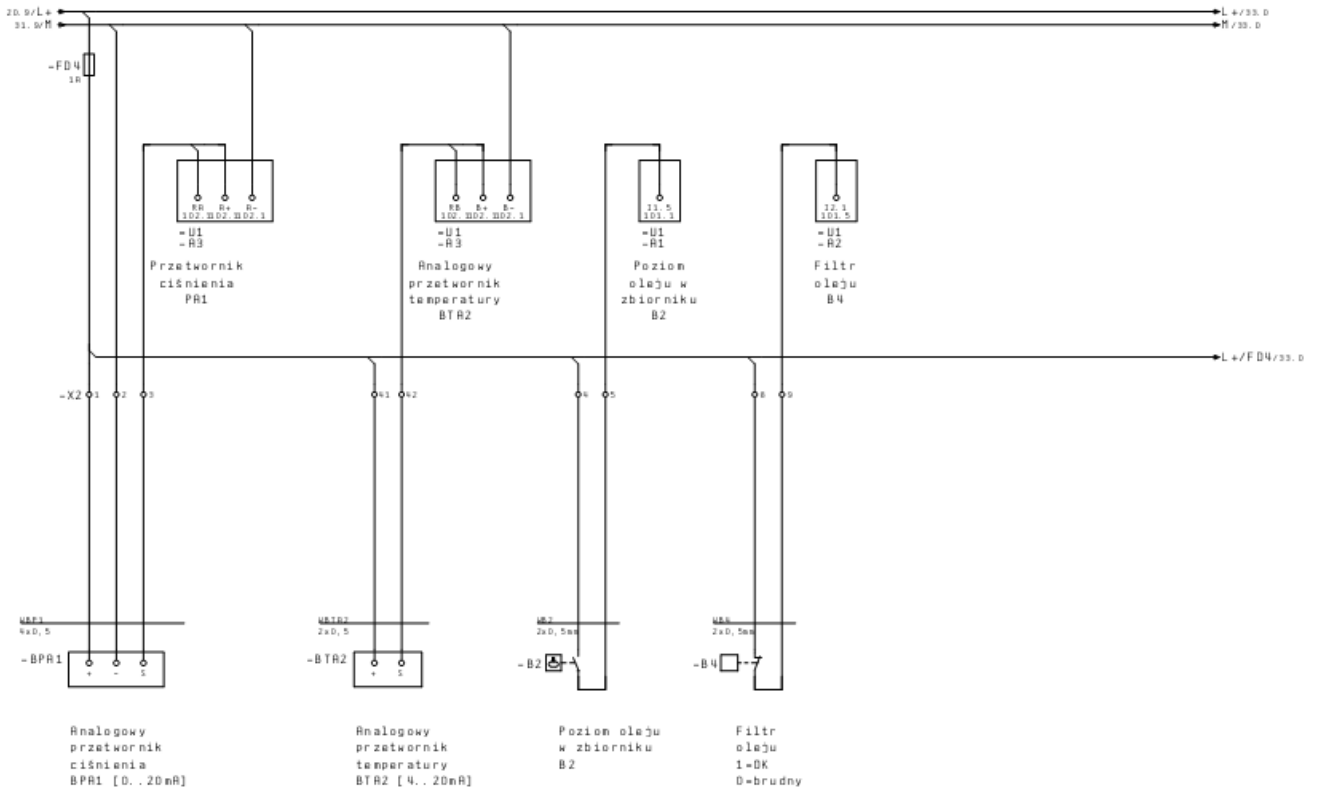 20.9/L+
L+/33.0
31.9/M
M/33.0
-FD4
1A
RA A+ A-
102.1 102.1 102.1
=U1
-A3
Przetwornik
ciśnienia
PA1
RB B+ B-
102.1 102.1 102.1
=U1
-A3
Analogowy
przetwornik
temperatury
BTA2
I1.5
101.1
=U1
-A1
Poziom
oleju w
zbiorniku
B2
I2.1
101.5
=U1
-A2
Filtr
oleju
B4
L+/FD4/33.0
-X2 1 2 3 41 42 4 5 8 9
WBP1
4x0,5
WBTA2
2x0,5
WB2
2x0,5mm
WB4
2x0,5mm
-BPA1
+ - S
-BTA2
+ S
-B2
-B4
Analogowy
przetwornik
ciśnienia
BPA1 [0..20mA]
Analogowy
przetwornik
temperatury
BTA2 [4..20mA]
Poziom oleju
w zbiorniku
B2
Filtr
oleju
1=OK
0=brudny